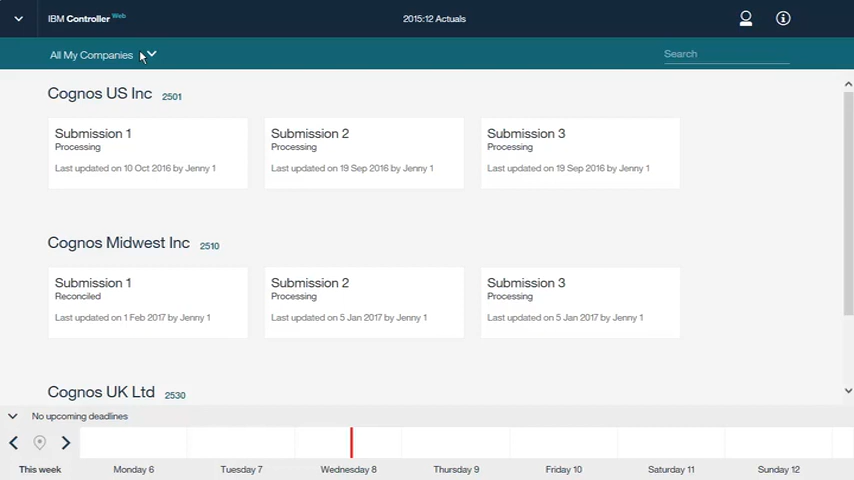 IBM Controller Web
2015:12 Actuals
All My Companies
Search
Cognos US Inc 2501
Submission 1
Processing
Last updated on 10 Oct 2016 by Jenny 1
Submission 2
Processing
Last updated on 19 Sep 2016 by Jenny 1
Submission 3
Processing
Last updated on 19 Sep 2016 by Jenny 1
Cognos Midwest Inc 2510
Submission 1
Reconciled
Last updated on 1 Feb 2017 by Jenny 1
Submission 2
Processing
Last updated on 5 Jan 2017 by Jenny 1
Submission 3
Processing
Last updated on 5 Jan 2017 by Jenny 1
Cognos UK Ltd 2530
No upcoming deadlines
This week Monday 6 Tuesday 7 Wednesday 8 Thursday 9 Friday 10 Saturday 11 Sunday 12